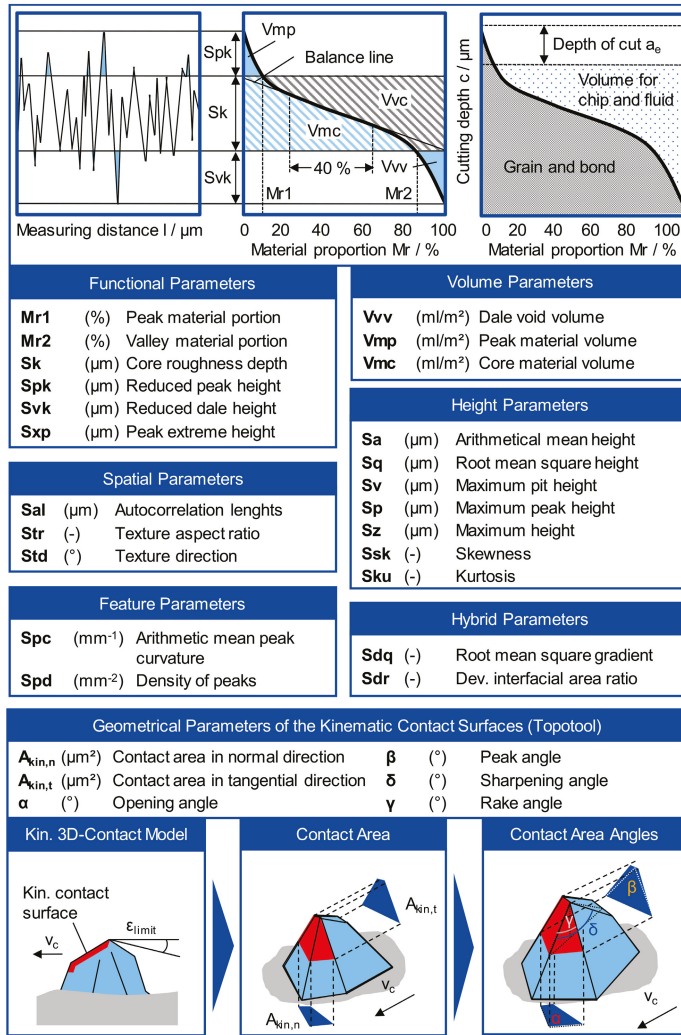 Spk
Sk
Svk
Measuring distance l / µm
Vmp
Balance line
Vvc
Vmc
40 %
Vvv
Mr1
Mr2
0 20 40 60 80 100
Material proportion Mr / %
Cutting depth c / µm
Depth of cut aₑ
Volume for
chip and fluid
Grain and bond
0 20 40 60 80 100
Material proportion Mr / %
Functional Parameters
Mr1 (%) Peak material portion
Mr2 (%) Valley material portion
Sk (µm) Core roughness depth
Spk (µm) Reduced peak height
Svk (µm) Reduced dale height
Sxp (µm) Peak extreme height
Volume Parameters
Vvv (ml/m²) Dale void volume
Vmp (ml/m²) Peak material volume
Vmc (ml/m²) Core material volume
Height Parameters
Sa (µm) Arithmetical mean height
Sq (µm) Root mean square height
Sv (µm) Maximum pit height
Sp (µm) Maximum peak height
Sz (µm) Maximum height
Ssk (-) Skewness
Sku (-) Kurtosis
Spatial Parameters
Sal (µm) Autocorrelation lenghts
Str (-) Texture aspect ratio
Std (°) Texture direction
Feature Parameters
Spc (mm⁻¹) Arithmetic mean peak
curvature
Spd (mm⁻²) Density of peaks
Hybrid Parameters
Sdq (-) Root mean square gradient
Sdr (-) Dev. interfacial area ratio
Geometrical Parameters of the Kinematic Contact Surfaces (Topotool)
A_kin,n (µm²) Contact area in normal direction β (°) Peak angle
A_kin,t (µm²) Contact area in tangential direction δ (°) Sharpening angle
α (°) Opening angle γ (°) Rake angle
Kin. 3D-Contact Model
Kin. contact
surface
ε_limit
v_c
Contact Area
A_kin,t
A_kin,n
v_c
Contact Area Angles
β
γ
δ
α
v_c